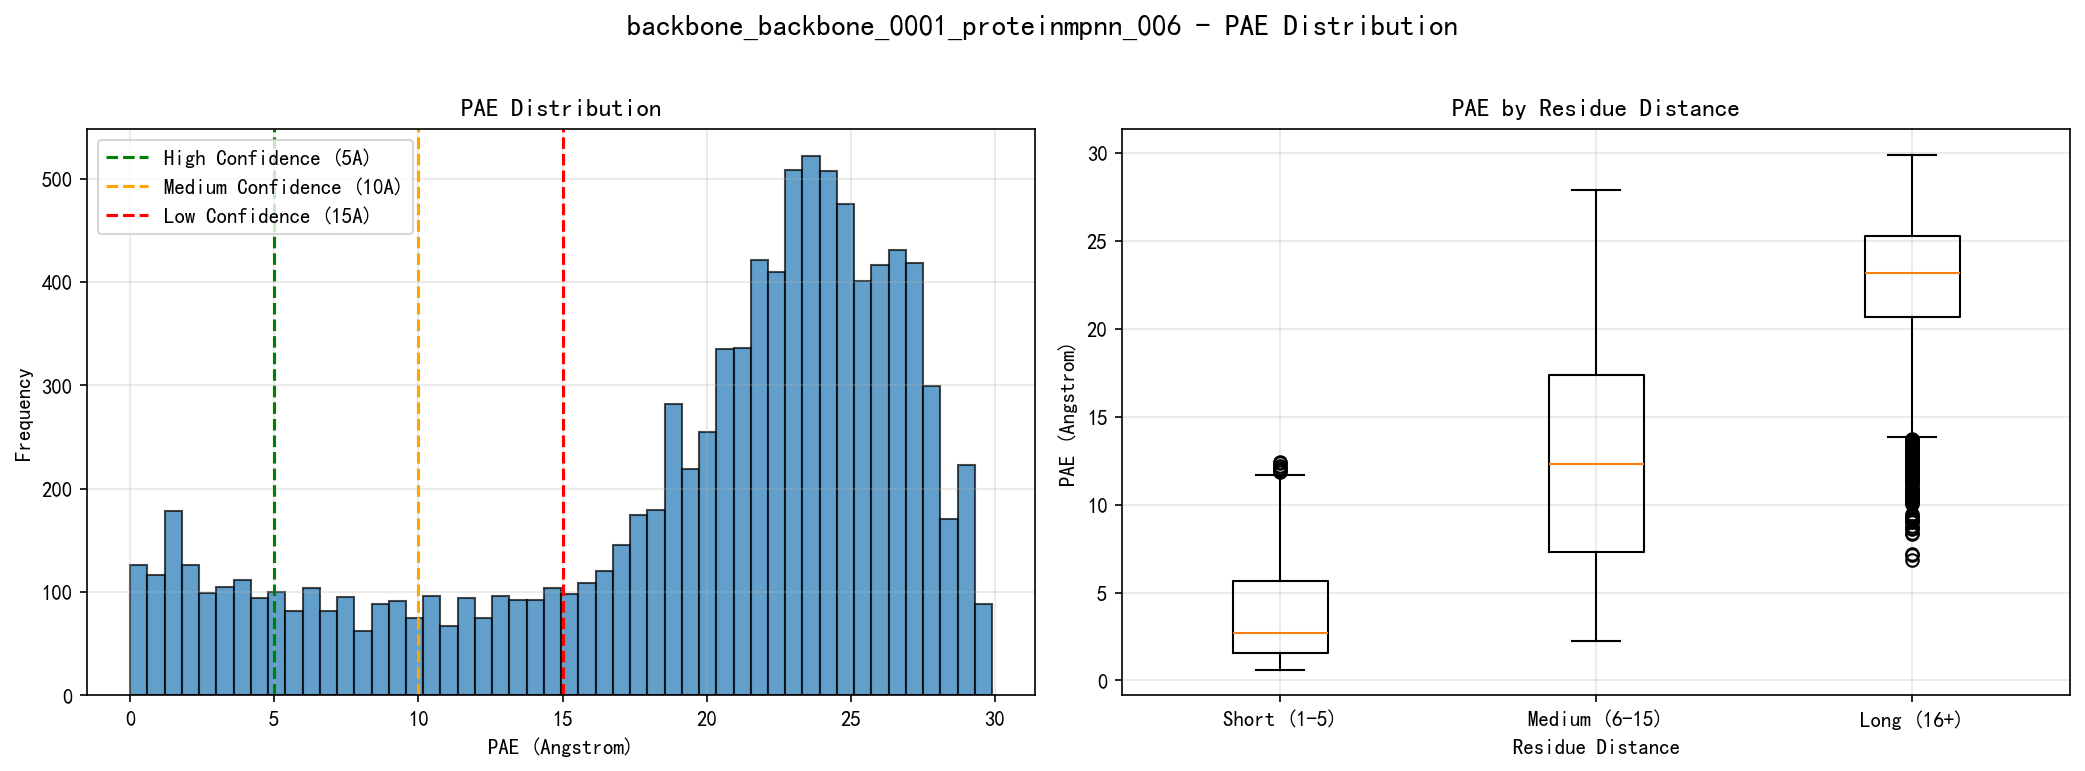 backbone_backbone_0001_proteinmpnn_006 - PAE Distribution
PAE Distribution
High Confidence (5A)
Medium Confidence (10A)
Low Confidence (15A)
Frequency
500
400
300
200
100
0
0 5 10 15 20 25 30
PAE (Angstrom)
PAE by Residue Distance
PAE (Angstrom)
30
25
20
15
10
5
0
Short (1-5) Medium (6-15) Long (16+)
Residue Distance